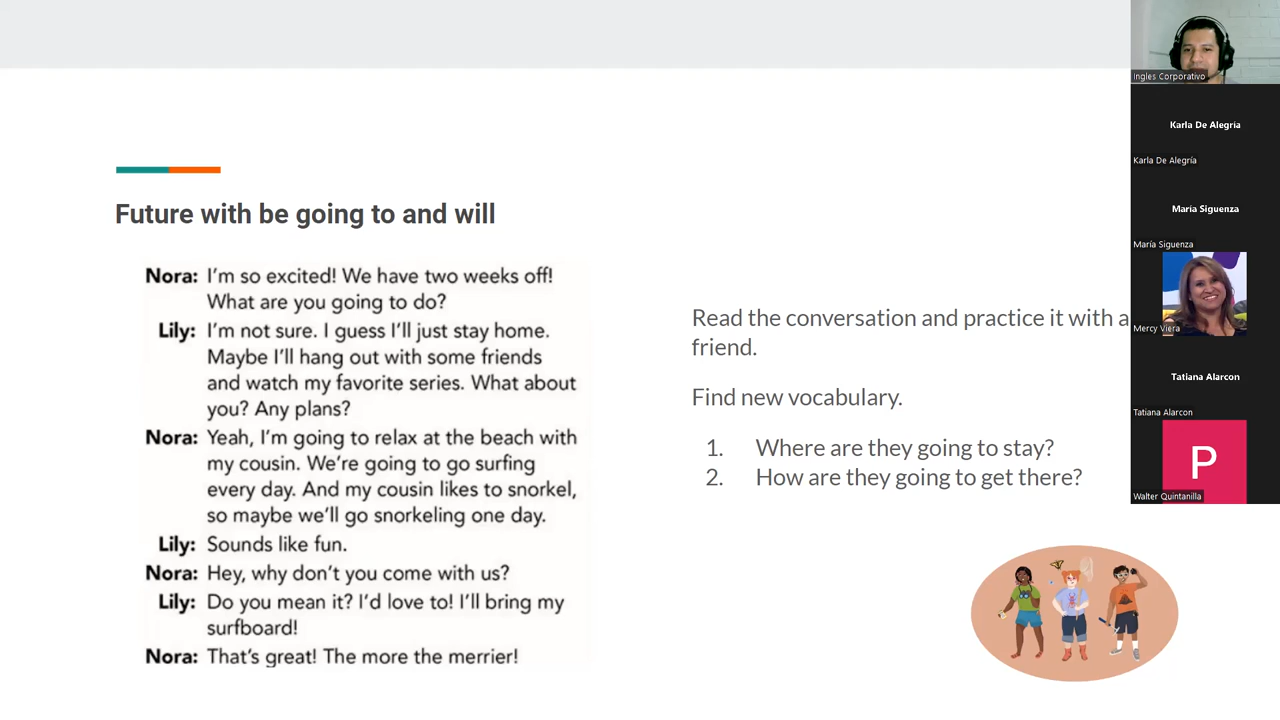 Future with be going to and will
Nora: I'm so excited! We have two weeks off!
What are you going to do?
Lily: I'm not sure. I guess I'll just stay home.
Maybe I'll hang out with some friends
and watch my favorite series. What about
you? Any plans?
Nora: Yeah, I'm going to relax at the beach with
my cousin. We're going to go surfing
every day. And my cousin likes to snorkel,
so maybe we'll go snorkeling one day.
Lily: Sounds like fun.
Nora: Hey, why don't you come with us?
Lily: Do you mean it? I'd love to! I'll bring my
surfboard!
Nora: That's great! The more the merrier!
Read the conversation and practice it with a
friend.
Find new vocabulary.
1. Where are they going to stay?
2. How are they going to get there?
Ingles Corporativo
Karla De Alegria
Karla De Alegría
Maria Siguenza
María Siguenza
Mercy Viera
Tatiana Alarcon
Tatiana Alarcon
P
Walter Quintanilla